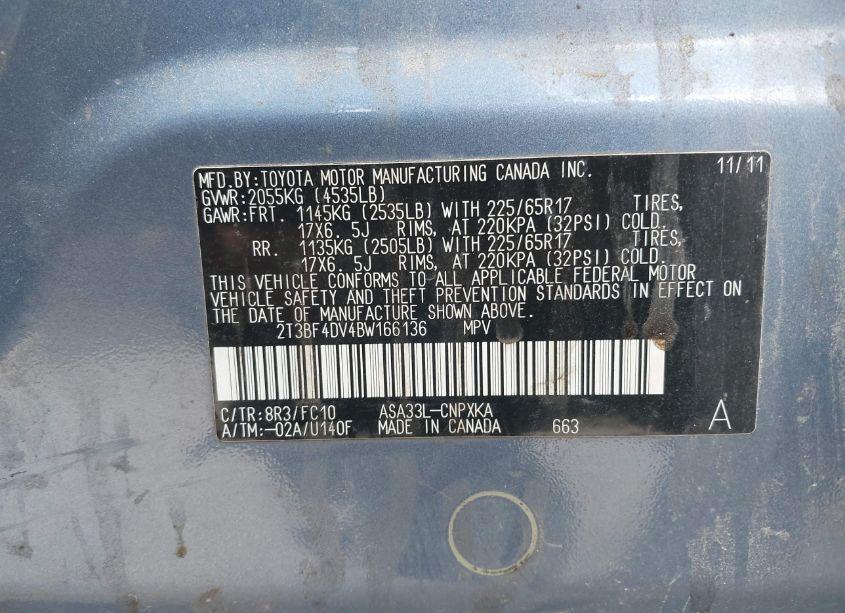 MFD.BY:TOYOTA MOTOR MANUFACTURING CANADA INC. 11/11
GVWR:2055KG (4535LB)
GAWR:FRT. 1145KG (2535LB) WITH 225/65R17 TIRES,
17X6.5J RIMS, AT 220KPA (32PSI) COLD.
RR. 1135KG (2505LB) WITH 225/65R17 TIRES,
17X6.5J RIMS, AT 220KPA (32PSI) COLD.
THIS VEHICLE CONFORMS TO ALL APPLICABLE FEDERAL MOTOR
VEHICLE SAFETY AND THEFT PREVENTION STANDARDS IN EFFECT ON
THE DATE OF MANUFACTURE SHOWN ABOVE.
2T3BF4DV4BW166136 MPV
C/TR:8R3/FC10 ASA33L-CNPXKA
A/TM:-02A/U140F MADE IN CANADA 663 A